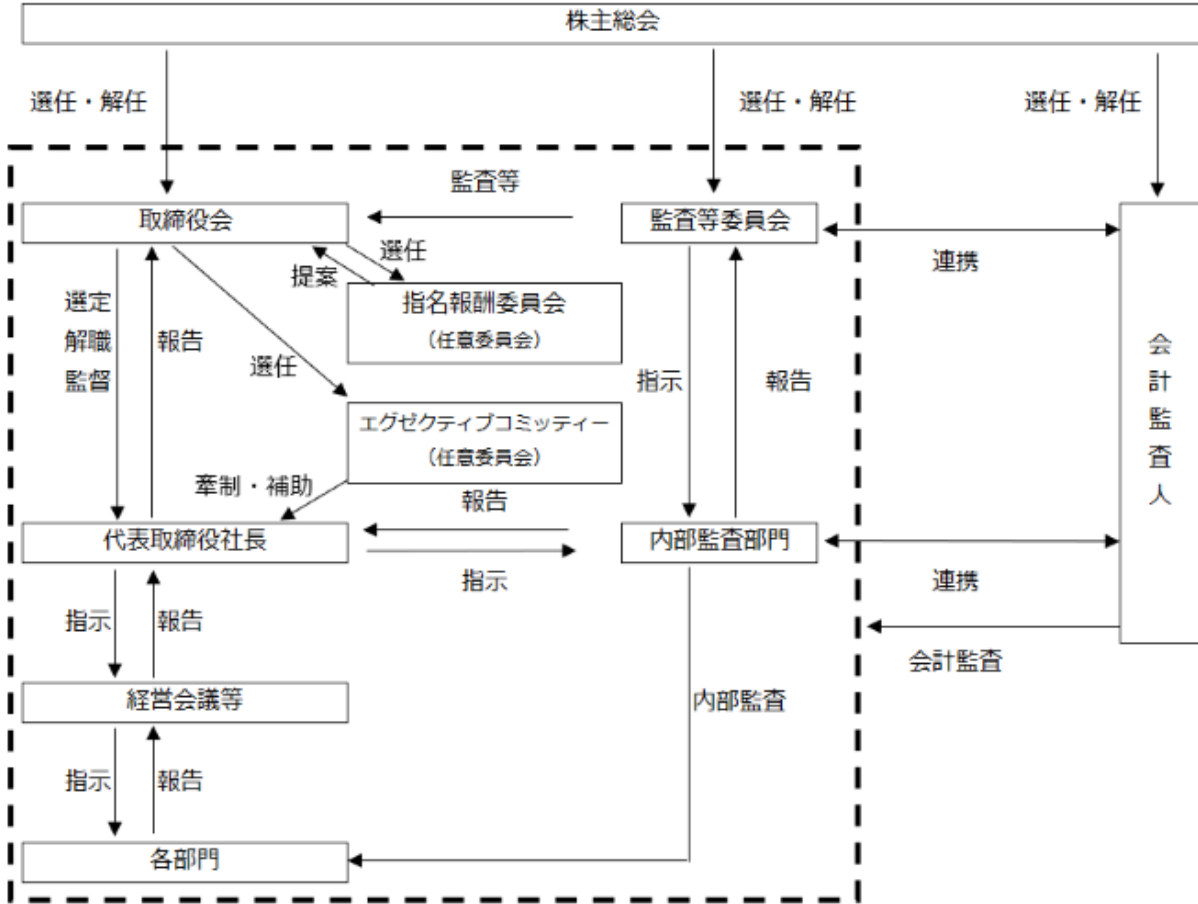 株主総会
選任・解任
選任・解任
選任・解任
監査等
取締役会
監査等委員会
選任
提案
連携
指名報酬委員会
（任意委員会）
選定
解職
監督
報告
選任
指示
報告
会計監査人
エグゼクティブコミッティー
（任意委員会）
牽制・補助
報告
代表取締役社長
内部監査部門
指示
連携
指示
報告
会計監査
経営会議等
内部監査
指示
報告
各部門